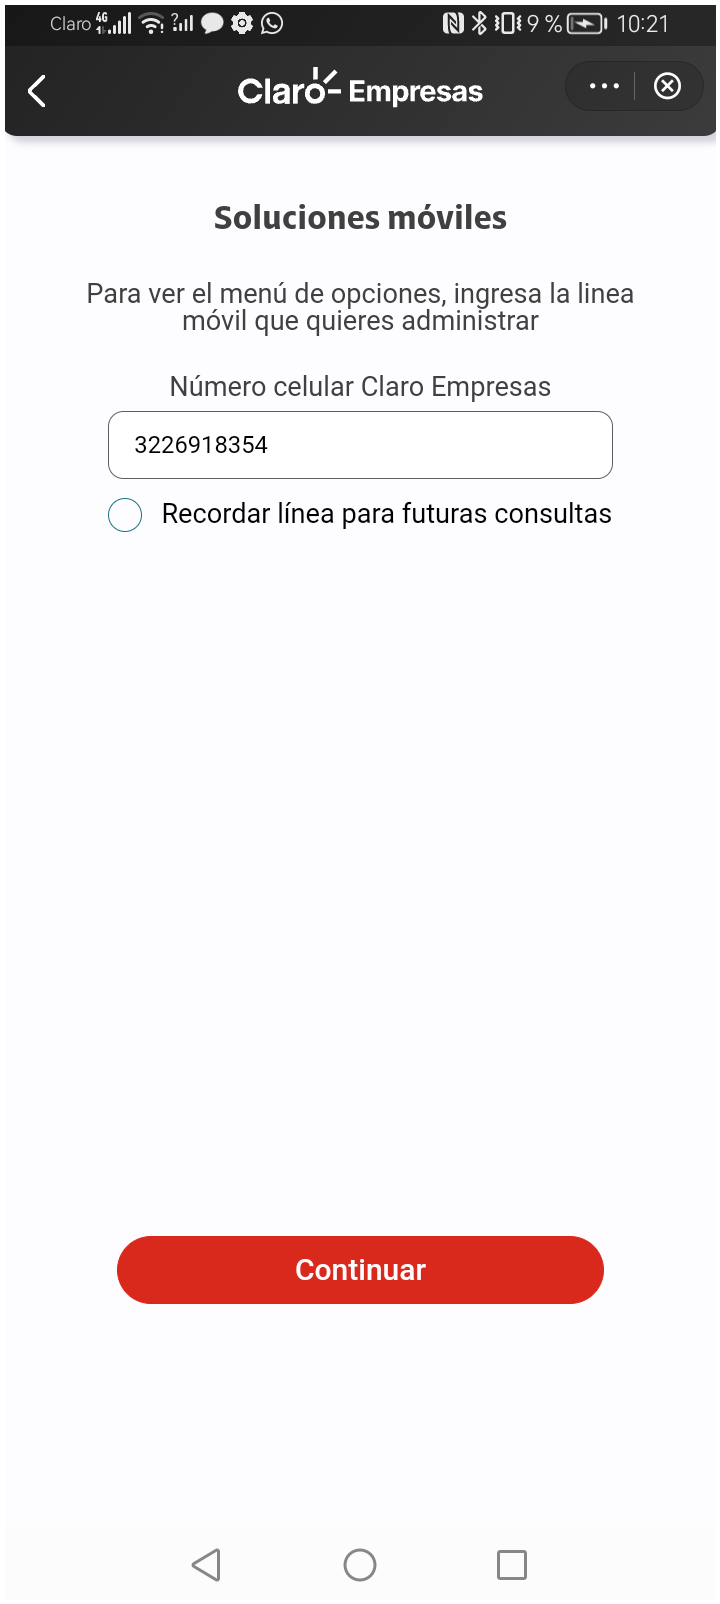 Claro 4G 9 % 10:21
Claro Empresas
Soluciones móviles
Para ver el menú de opciones, ingresa la linea
móvil que quieres administrar
Número celular Claro Empresas
3226918354
Recordar línea para futuras consultas
Continuar